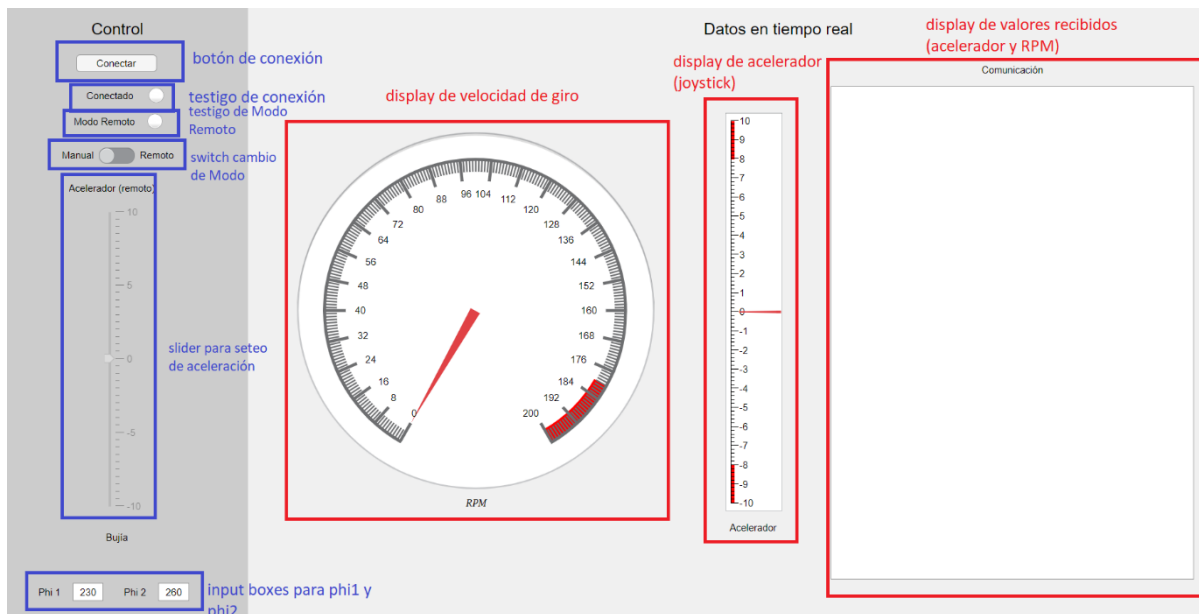 Control
Conectar
botón de conexión
Conectado
testigo de conexión
Modo Remoto
testigo de Modo
Remoto
Manual
Remoto
switch cambio
de Modo
Acelerador (remoto)
10
5
0
-5
-10
slider para seteo
de aceleración
Bujía
Phi 1
230
Phi 2
260
input boxes para phi1 y
phi2
display de velocidad de giro
0
8
16
24
32
40
48
56
64
72
80
88
96
104
112
120
128
136
144
152
160
168
176
184
192
200
RPM
Datos en tiempo real
display de acelerador
(joystick)
10
9
8
7
6
5
4
3
2
1
0
-1
-2
-3
-4
-5
-6
-7
-8
-9
-10
Acelerador
display de valores recibidos
(acelerador y RPM)
Comunicación